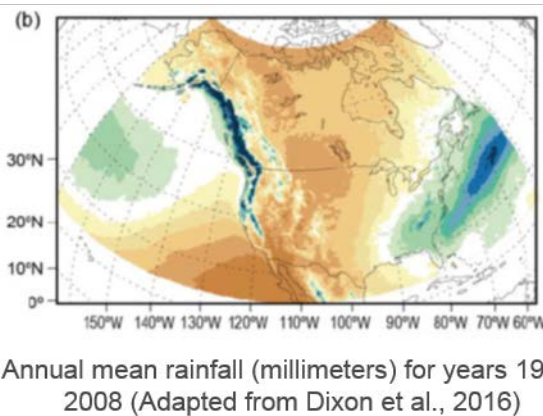 (b)
30°N
20°N
10°N
0°
150°W 140°W 130°W 120°W 110°W 100°W 90°W 80°W 70°W 60°W
Annual mean rainfall (millimeters) for years 19
2008 (Adapted from Dixon et al., 2016)